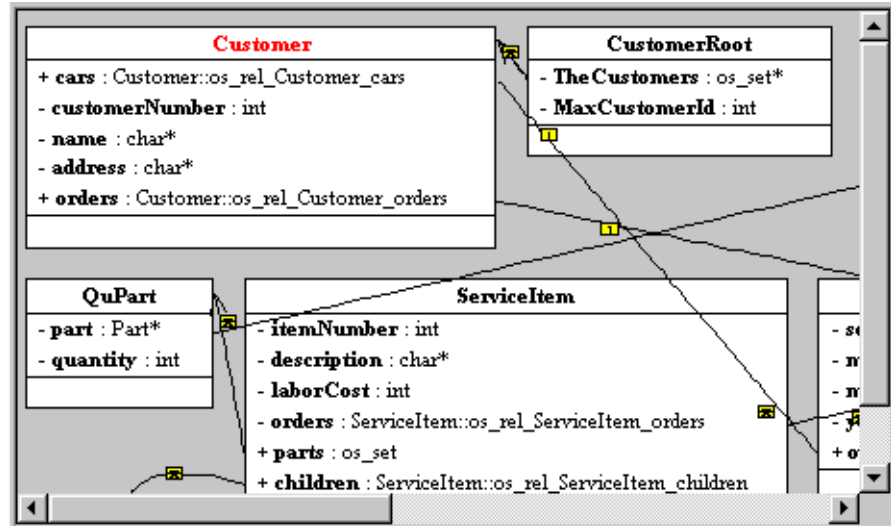 Customer
+ cars : Customer::os_rel_Customer_cars
- customerNumber : int
- name : char*
- address : char*
+ orders : Customer::os_rel_Customer_orders
CustomerRoot
- TheCustomers : os_set*
- MaxCustomerId : int
1
1
QuPart
- part : Part*
- quantity : int
ServiceItem
- itemNumber : int
- description : char*
- laborCost : int
- orders : ServiceItem::os_rel_ServiceItem_orders
+ parts : os_set
+ children : ServiceItem::os_rel_ServiceItem_children